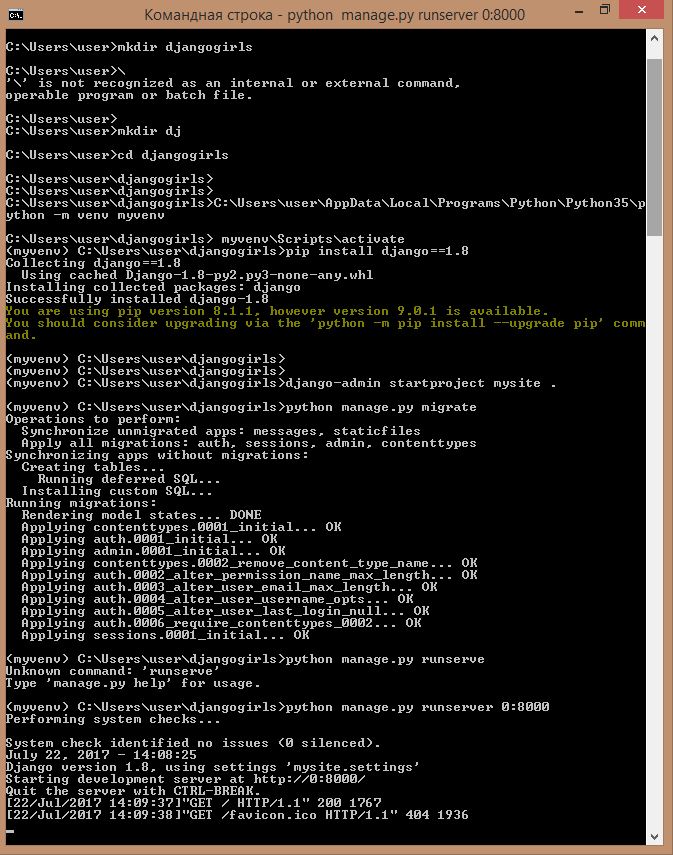 Командная строка - python  manage.py runserver 0:8000
C:\Users\user>mkdir djangogirls
C:\Users\user>\
'\' is not recognized as an internal or external command,
operable program or batch file.
C:\Users\user>
C:\Users\user>mkdir dj
C:\Users\user>cd djangogirls
C:\Users\user\djangogirls>
C:\Users\user\djangogirls>
C:\Users\user\djangogirls>C:\Users\user\AppData\Local\Programs\Python\Python35\p
ython -m venv myvenv
C:\Users\user\djangogirls> myvenv\Scripts\activate
(myvenv) C:\Users\user\djangogirls>pip install django==1.8
Collecting django==1.8
  Using cached Django-1.8-py2.py3-none-any.whl
Installing collected packages: django
Successfully installed django-1.8
You are using pip version 8.1.1, however version 9.0.1 is available.
You should consider upgrading via the 'python -m pip install --upgrade pip' comm
and.
(myvenv) C:\Users\user\djangogirls>
(myvenv) C:\Users\user\djangogirls>
(myvenv) C:\Users\user\djangogirls>django-admin startproject mysite .
(myvenv) C:\Users\user\djangogirls>python manage.py migrate
Operations to perform:
  Synchronize unmigrated apps: messages, staticfiles
  Apply all migrations: auth, sessions, admin, contenttypes
Synchronizing apps without migrations:
  Creating tables...
    Running deferred SQL...
  Installing custom SQL...
Running migrations:
  Rendering model states... DONE
  Applying contenttypes.0001_initial... OK
  Applying auth.0001_initial... OK
  Applying admin.0001_initial... OK
  Applying contenttypes.0002_remove_content_type_name... OK
  Applying auth.0002_alter_permission_name_max_length... OK
  Applying auth.0003_alter_user_email_max_length... OK
  Applying auth.0004_alter_user_username_opts... OK
  Applying auth.0005_alter_user_last_login_null... OK
  Applying auth.0006_require_contenttypes_0002... OK
  Applying sessions.0001_initial... OK
(myvenv) C:\Users\user\djangogirls>python manage.py runserve
Unknown command: 'runserve'
Type 'manage.py help' for usage.
(myvenv) C:\Users\user\djangogirls>python manage.py runserver 0:8000
Performing system checks...
System check identified no issues (0 silenced).
July 22, 2017 - 14:08:25
Django version 1.8, using settings 'mysite.settings'
Starting development server at http://0:8000/
Quit the server with CTRL-BREAK.
[22/Jul/2017 14:09:37]"GET / HTTP/1.1" 200 1767
[22/Jul/2017 14:09:38]"GET /favicon.ico HTTP/1.1" 404 1936